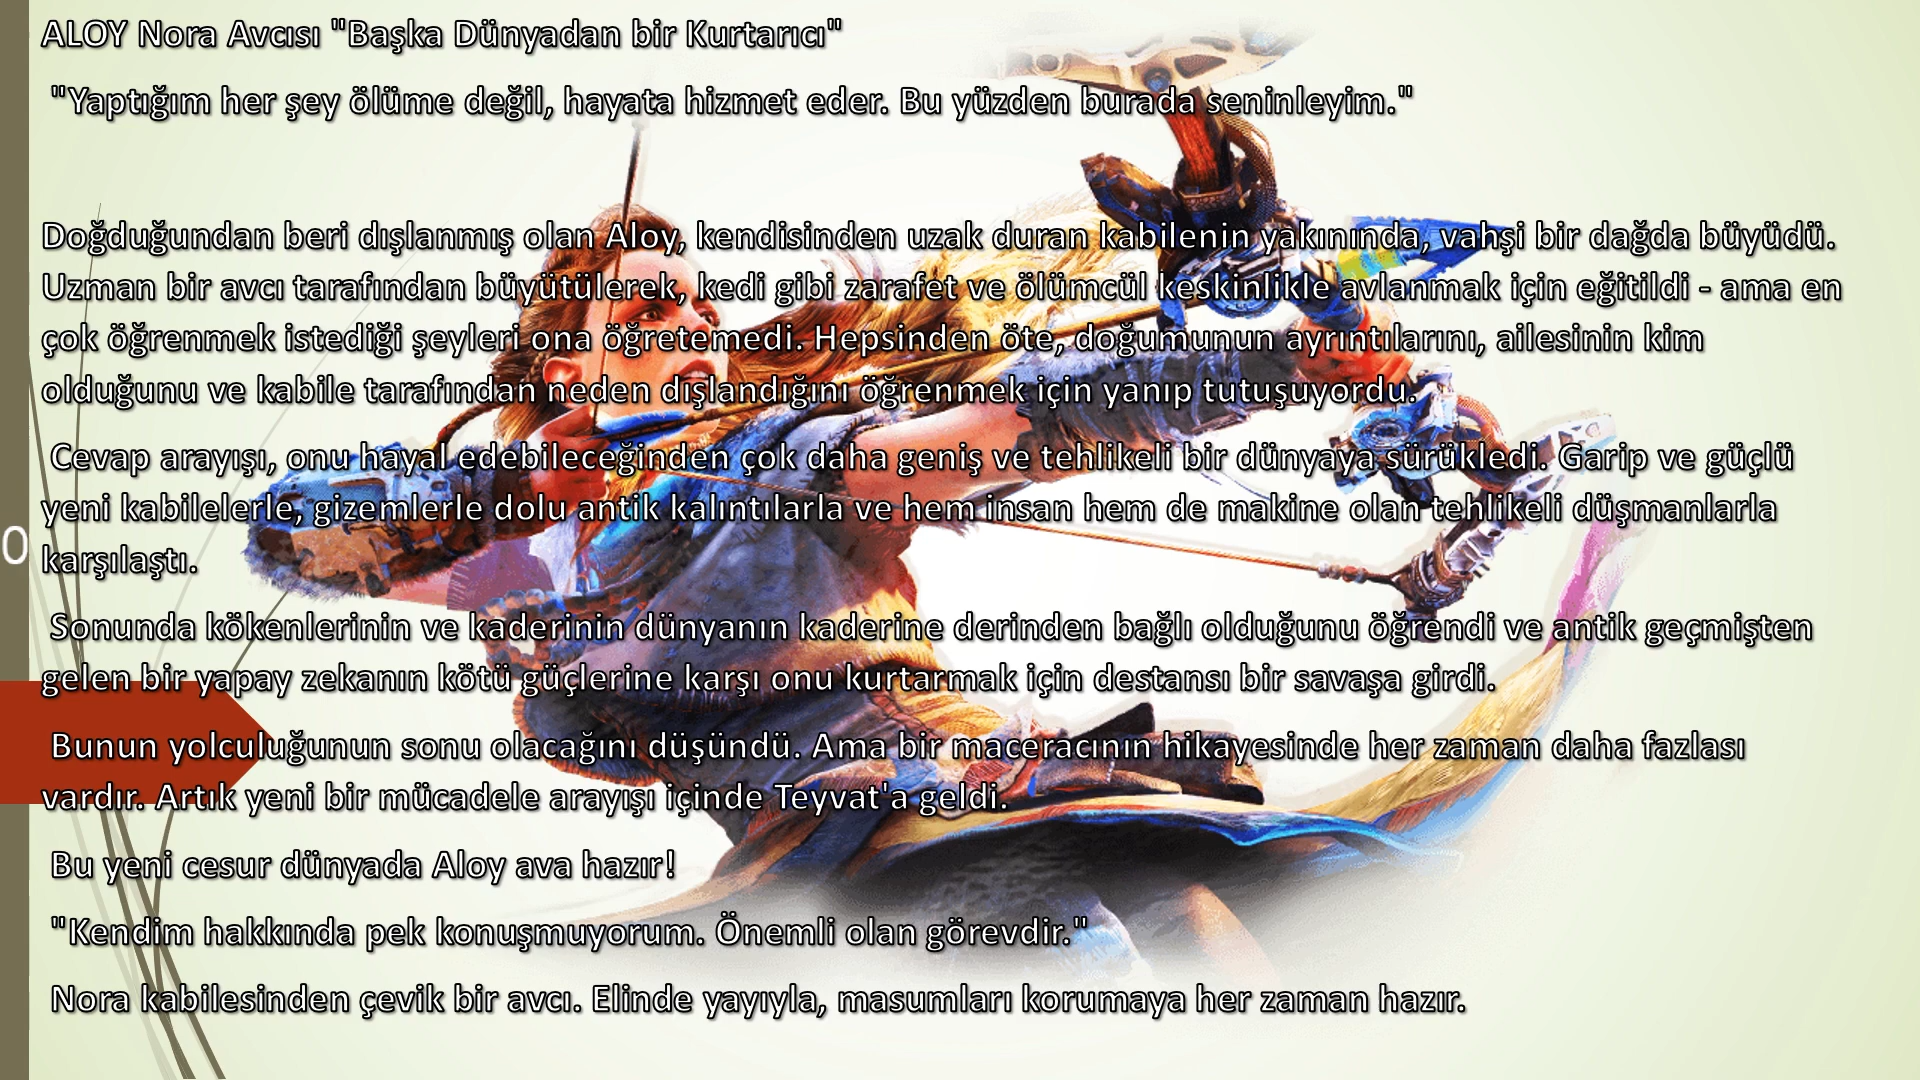 ALOY Nora Avcısı "Başka Dünyadan bir Kurtarıcı"
"Yaptığım her şey ölüme değil, hayata hizmet eder. Bu yüzden burada seninleyim."
Doğduğundan beri dışlanmış olan Aloy, kendisinden uzak duran kabilenin yakınında, vahşi bir dağda büyüdü.
Uzman bir avcı tarafından büyütülerek, kedi gibi zarafet ve ölümcül keskinlikle avlanmak için eğitildi - ama en
çok öğrenmek istediği şeyleri ona öğretemedi. Hepsinden öte, doğumunun ayrıntılarını, ailesinin kim
olduğunu ve kabile tarafından neden dışlandığını öğrenmek için yanıp tutuşuyordu.
Cevap arayışı, onu hayal edebileceğinden çok daha geniş ve tehlikeli bir dünyaya sürükledi. Garip ve güçlü
yeni kabilelerle, gizemlerle dolu antik kalıntılarla ve hem insan hem de makine olan tehlikeli düşmanlarla
0
karşılaştı.
Sonunda kökenlerinin ve kaderinin dünyanın kaderine derinden bağlı olduğunu öğrendi ve antik geçmişten
gelen bir yapay zekanın kötü güçlerine karşı onu kurtarmak için destansı bir savaşa girdi.
Bunun yolculuğunun sonu olacağını düşündü. Ama bir maceracının hikayesinde her zaman daha fazlası
vardır. Artık yeni bir mücadele arayışı içinde Teyvat'a geldi.
Bu yeni cesur dünyada Aloy ava hazır!
"Kendim hakkında pek konuşmuyorum. Önemli olan görevdir."
Nora kabilesinden çevik bir avcı. Elinde yayıyla, masumları korumaya her zaman hazır.